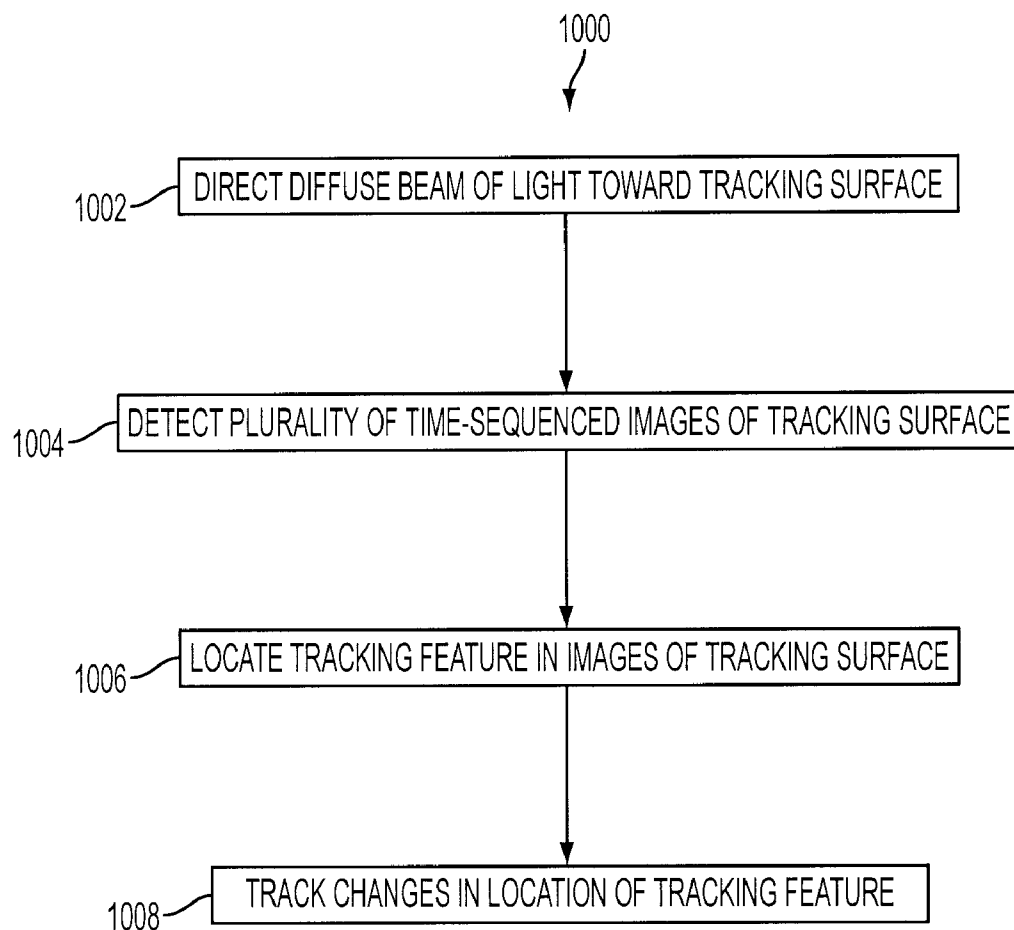 1000
1002 DIRECT DIFFUSE BEAM OF LIGHT TOWARD TRACKING SURFACE
1004 DETECT PLURALITY OF TIME-SEQUENCED IMAGES OF TRACKING SURFACE
1006 LOCATE TRACKING FEATURE IN IMAGES OF TRACKING SURFACE
1008 TRACK CHANGES IN LOCATION OF TRACKING FEATURE